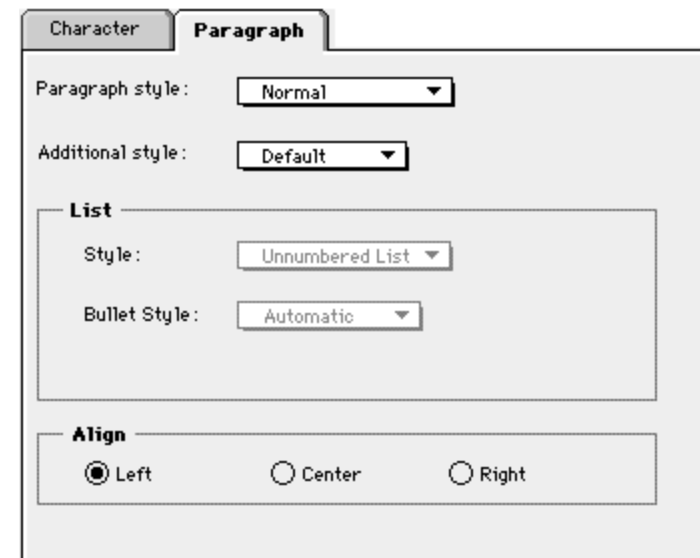 Character Paragraph
Paragraph style: Normal
Additional style: Default
List
Style: Unnumbered List
Bullet Style: Automatic
Align
Left Center Right